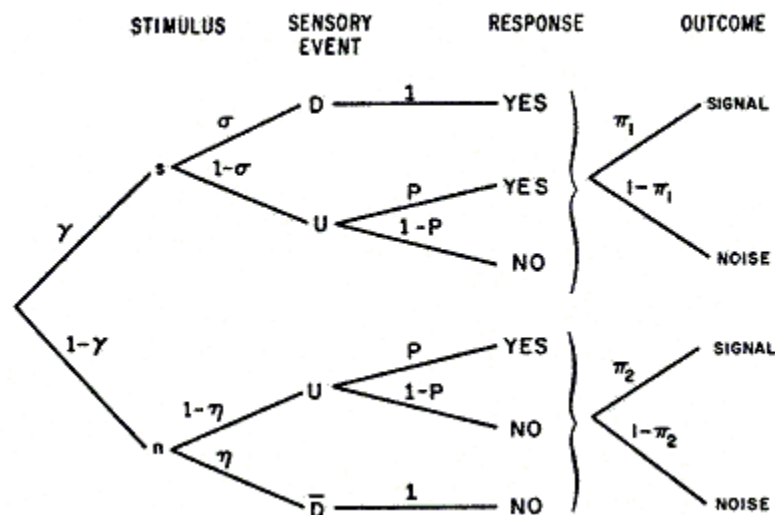 STIMULUS SENSORY EVENT RESPONSE OUTCOME
σ D 1 YES π₁ SIGNAL
s 1-σ
P YES 1-π₁
γ U 1-P
NO NOISE
1-γ
P YES π₂ SIGNAL
1-η U 1-P
n NO 1-π₂
η
D̅ 1 NO NOISE